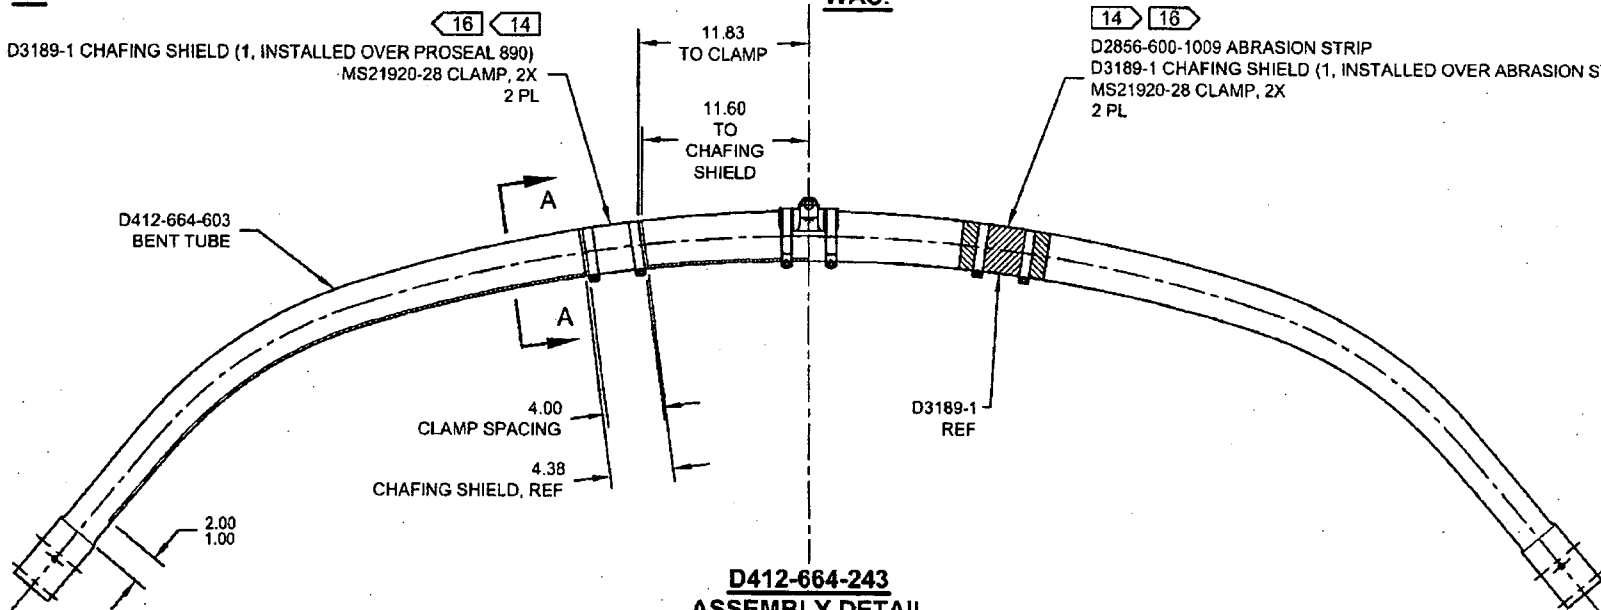 WAS:
16 14
D3189-1 CHAFING SHIELD (1, INSTALLED OVER PROSEAL 890)
MS21920-28 CLAMP, 2X
2 PL
11.83
TO CLAMP
14 16
D2856-600-1009 ABRASION STRIP
D3189-1 CHAFING SHIELD (1, INSTALLED OVER ABRASION
MS21920-28 CLAMP, 2X
2 PL
11.60
TO
CHAFING
SHIELD
A
D412-664-603
BENT TUBE
A
4.00
CLAMP SPACING
D3189-1
REF
4.38
CHAFING SHIELD, REF
2.00
1.00
D412-664-243
ASSEMBLY DETAIL